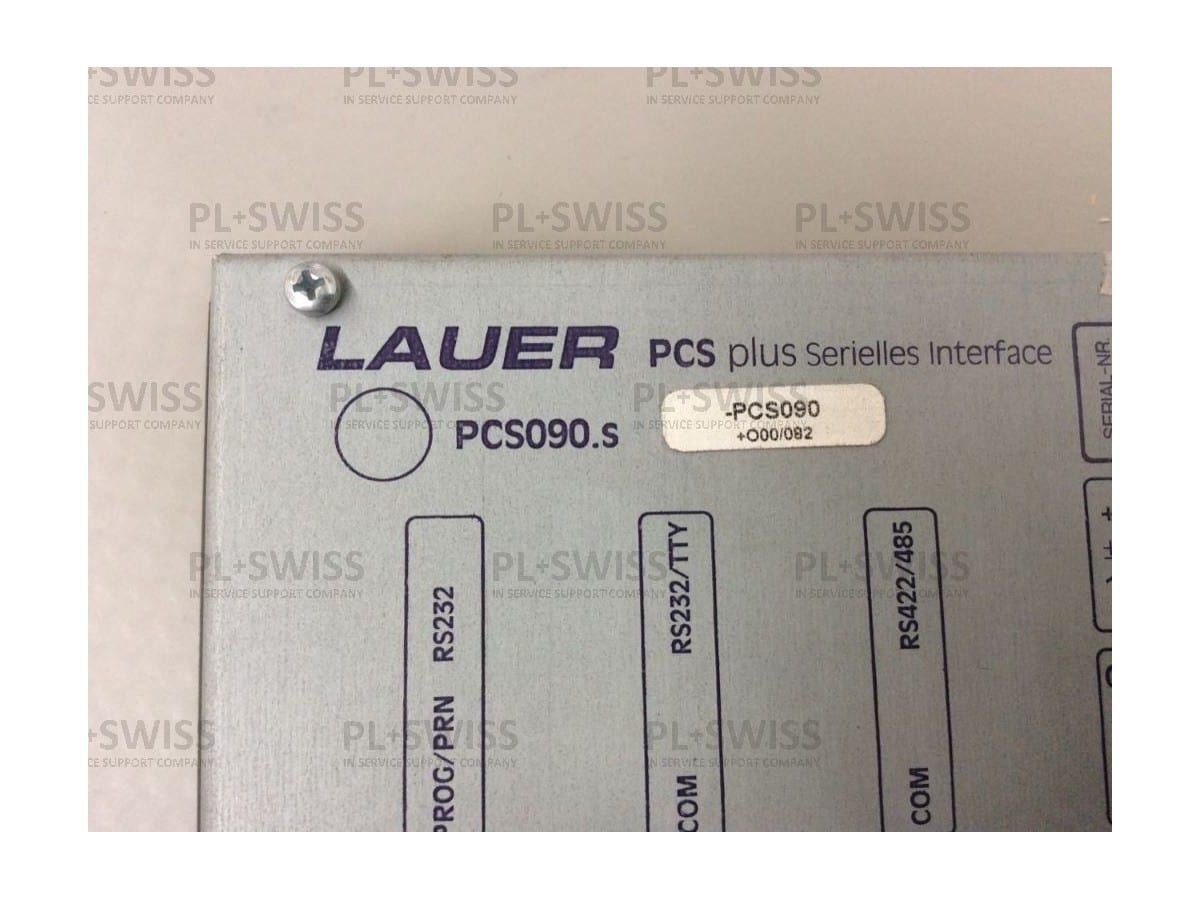 LAUER PCS plus Serielles Interface
PCS090.s
-PCS090
+O00/082
SERIAL-NR.
PROG/PRN RS232
COM RS232/TTY
COM RS422/485
PL+SWISS
IN SERVICE SUPPORT COMPANY